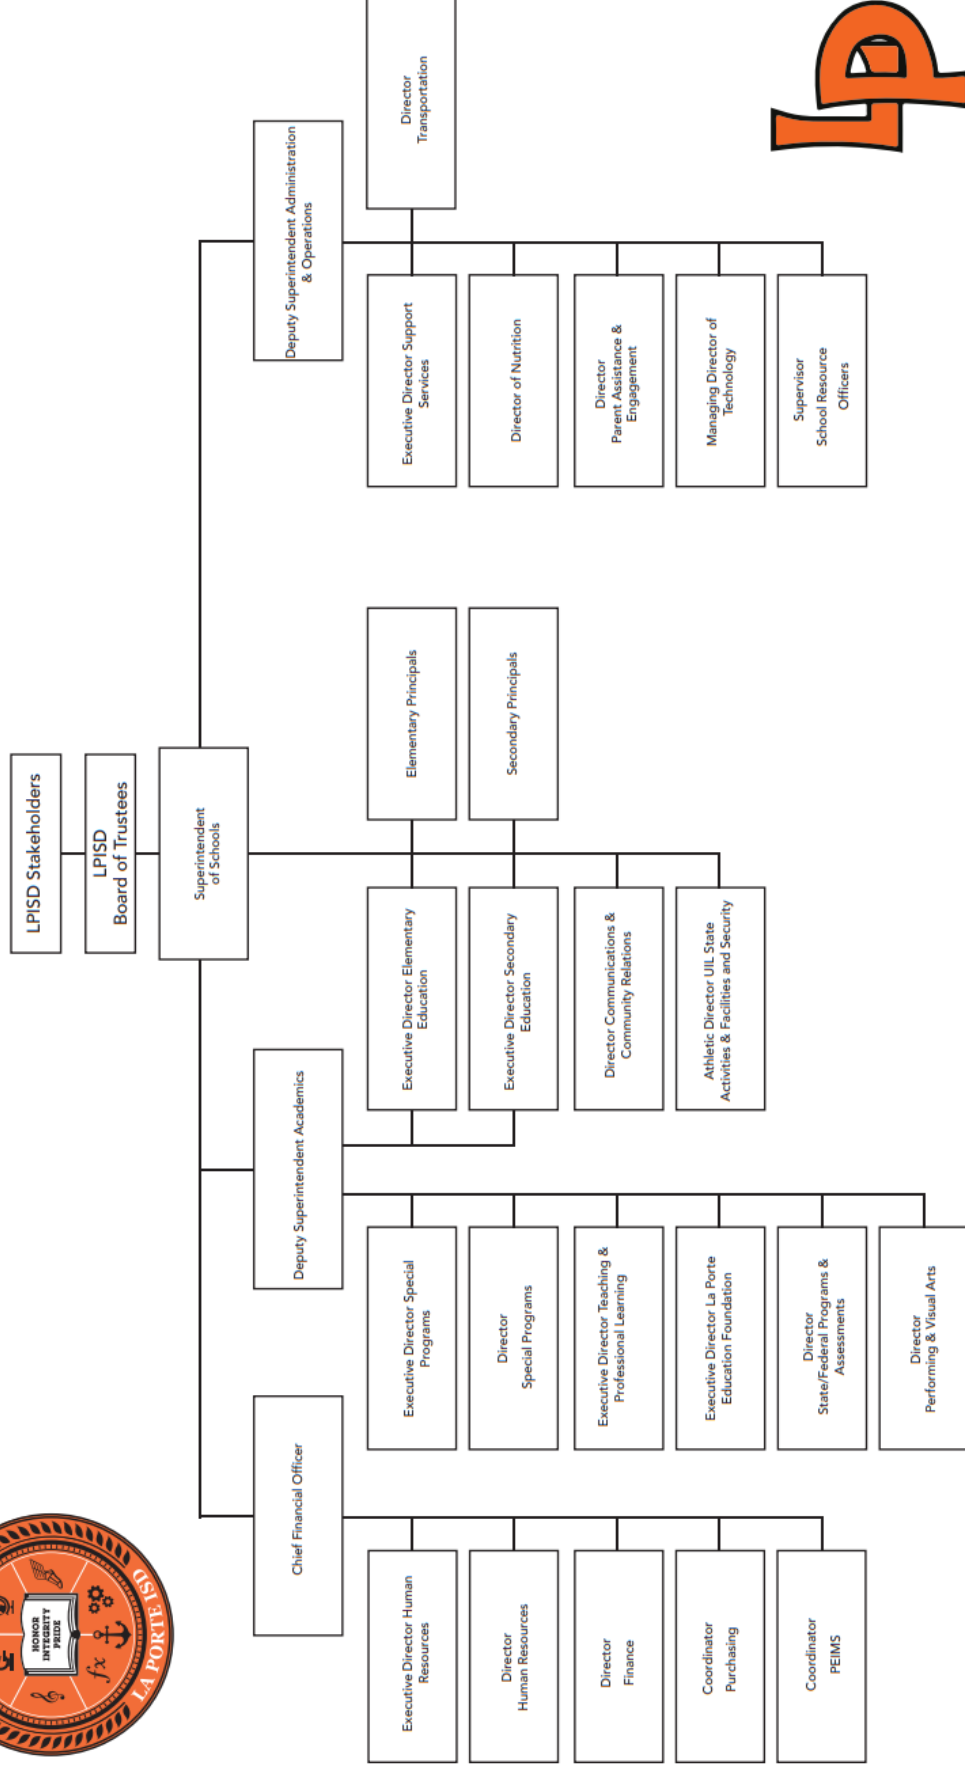 HONOR
INTEGRITY
PRIDE
fx
LA PORTE ISD
LPISD Stakeholders
LPISD
Board of Trustees
Superintendent
of Schools
Chief Financial Officer
Deputy Superintendent Academics
Deputy Superintendent Administration
& Operations
Executive Director Human
Resources
Director
Human Resources
Director
Finance
Coordinator
Purchasing
Coordinator
PEIMS
Executive Director Special
Programs
Director
Special Programs
Executive Director Teaching &
Professional Learning
Executive Director La Porte
Education Foundation
Director
State/Federal Programs &
Assessments
Director
Performing & Visual Arts
Executive Director Elementary
Education
Executive Director Secondary
Education
Director Communications &
Community Relations
Athletic Director UIL State
Activities & Facilities and Security
Elementary Principals
Secondary Principals
Executive Director Support
Services
Director of Nutrition
Director
Parent Assistance &
Engagement
Managing Director of
Technology
Supervisor
School Resource
Officers
Director
Transportation
LP